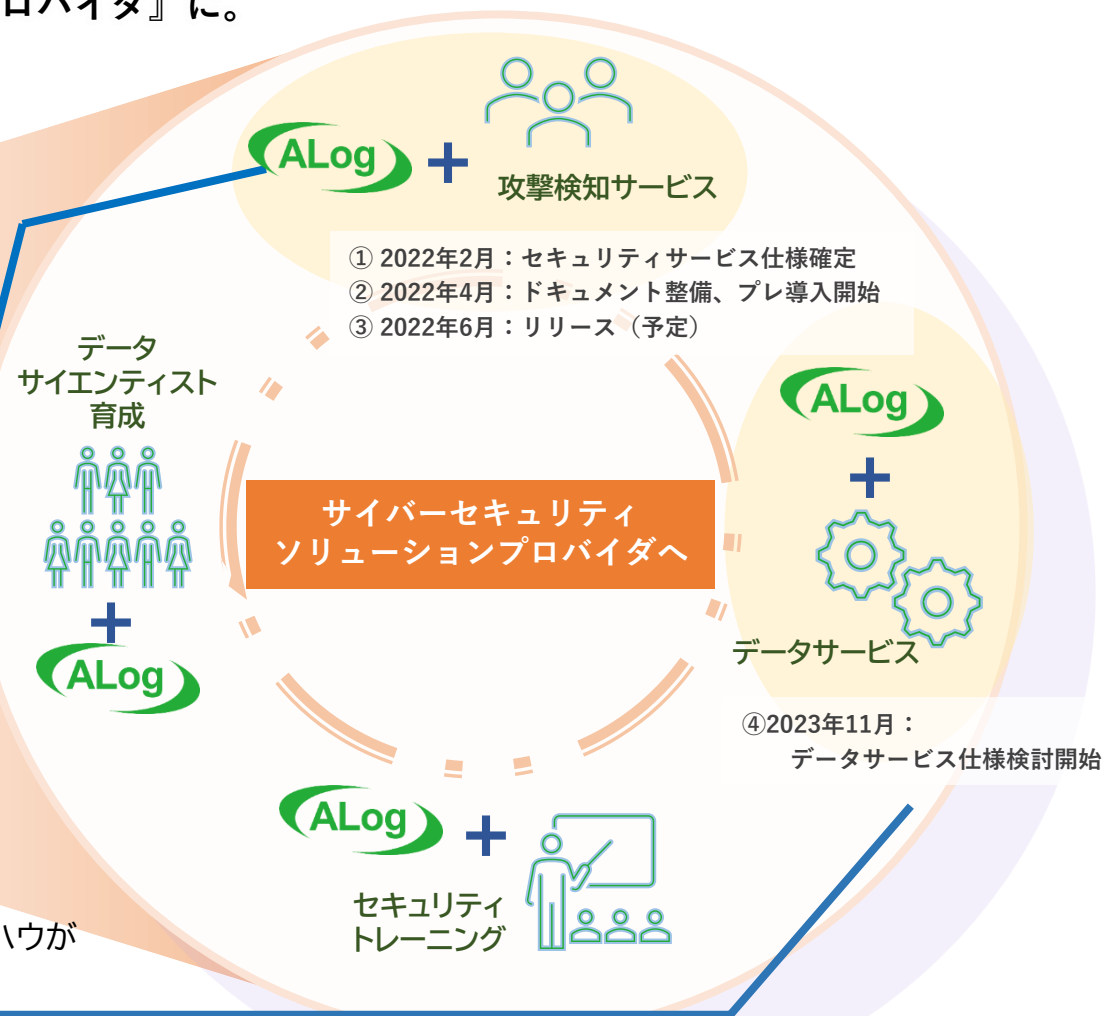 ロバイダ』に。
ALog
攻撃検知サービス
① 2022年2月：セキュリティサービス仕様確定
② 2022年4月：ドキュメント整備、プレ導入開始
③ 2022年6月：リリース（予定）
データ
サイエンティスト
育成
ALog
ALog
サイバーセキュリティ
ソリューションプロバイダへ
データサービス
④2023年11月：
データサービス仕様検討開始
ALog
セキュリティ
トレーニング
ハウが